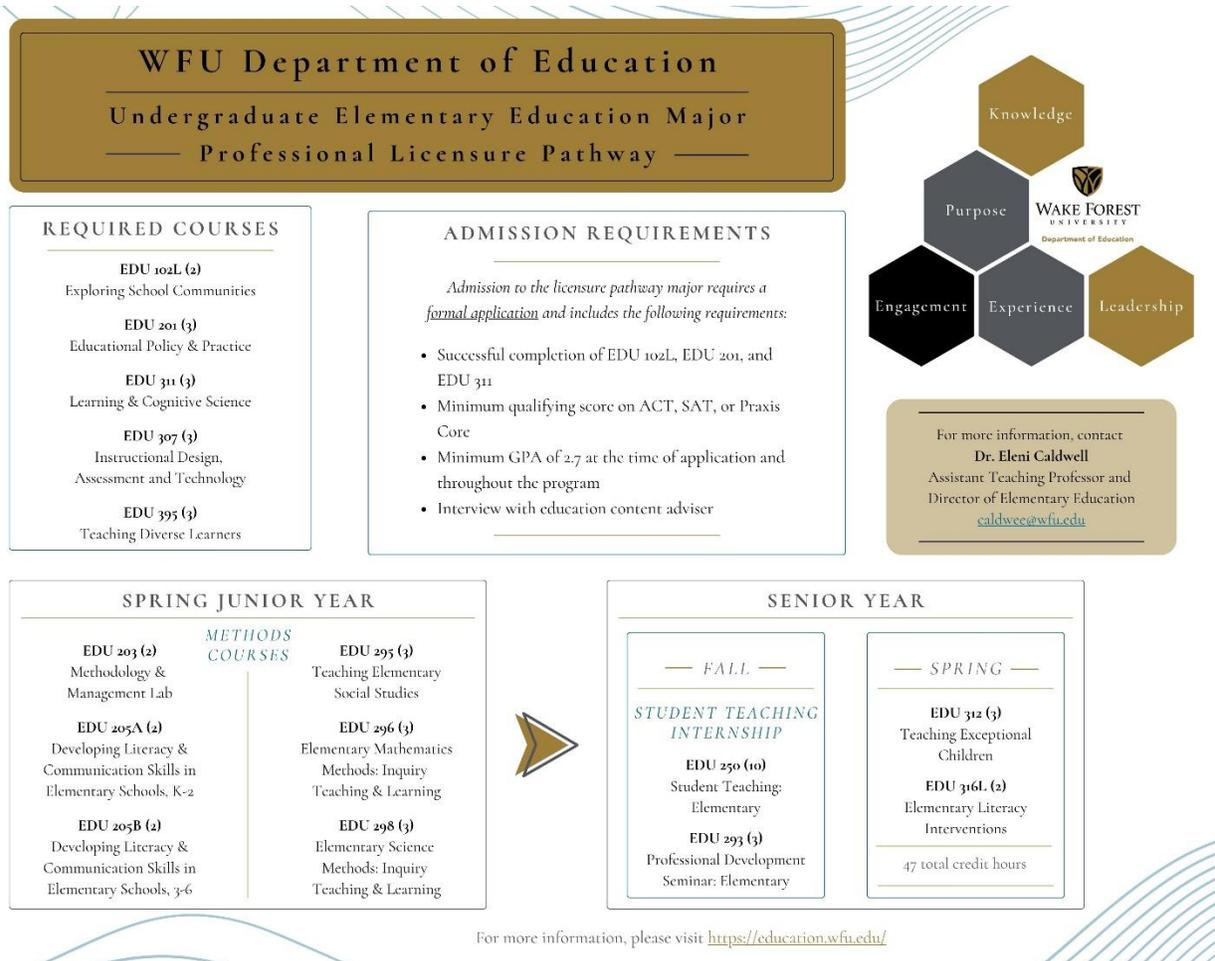 WFU Department of Education
Undergraduate Elementary Education Major
Professional Licensure Pathway
Knowledge
Purpose
WAKE FOREST
UNIVERSITY
Department of Education
Engagement
Experience
Leadership
REQUIRED COURSES
EDU 102L (2)
Exploring School Communities
EDU 201 (3)
Educational Policy & Practice
EDU 311 (3)
Learning & Cognitive Science
EDU 307 (3)
Instructional Design,
Assessment and Technology
EDU 395 (3)
Teaching Diverse Learners
ADMISSION REQUIREMENTS
Admission to the licensure pathway major requires a
formal application and includes the following requirements:
• Successful completion of EDU 102L, EDU 201, and
EDU 311
• Minimum qualifying score on ACT, SAT, or Praxis
Core
• Minimum GPA of 2.7 at the time of application and
throughout the program
• Interview with education content adviser
For more information, contact
Dr. Eleni Caldwell
Assistant Teaching Professor and
Director of Elementary Education
caldwee@wfu.edu
SPRING JUNIOR YEAR
METHODS
COURSES
EDU 203 (2)
Methodology &
Management Lab
EDU 205A (2)
Developing Literacy &
Communication Skills in
Elementary Schools, K-2
EDU 205B (2)
Developing Literacy &
Communication Skills in
Elementary Schools, 3-6
EDU 295 (3)
Teaching Elementary
Social Studies
EDU 296 (3)
Elementary Mathematics
Methods: Inquiry
Teaching & Learning
EDU 298 (3)
Elementary Science
Methods: Inquiry
Teaching & Learning
SENIOR YEAR
FALL
STUDENT TEACHING
INTERNSHIP
EDU 250 (10)
Student Teaching:
Elementary
EDU 293 (3)
Professional Development
Seminar: Elementary
SPRING
EDU 312 (3)
Teaching Exceptional
Children
EDU 316L (2)
Elementary Literacy
Interventions
47 total credit hours
For more information, please visit https://education.wfu.edu/